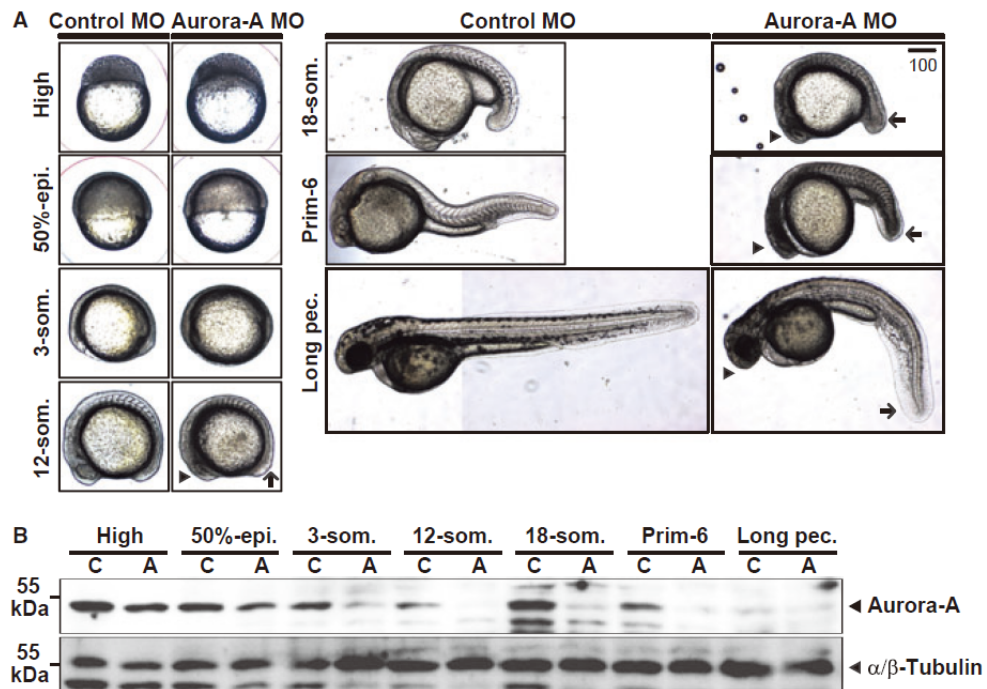 A
Control MO Aurora-A MO
Control MO
Aurora-A MO
High
50%-epi.
3-som.
12-som.
18-som.
Prim-6
Long pec.
100
B
High 50%-epi. 3-som. 12-som. 18-som. Prim-6 Long pec.
C A C A C A C A C A C A C A
55
kDa
Aurora-A
55
kDa
α/β-Tubulin